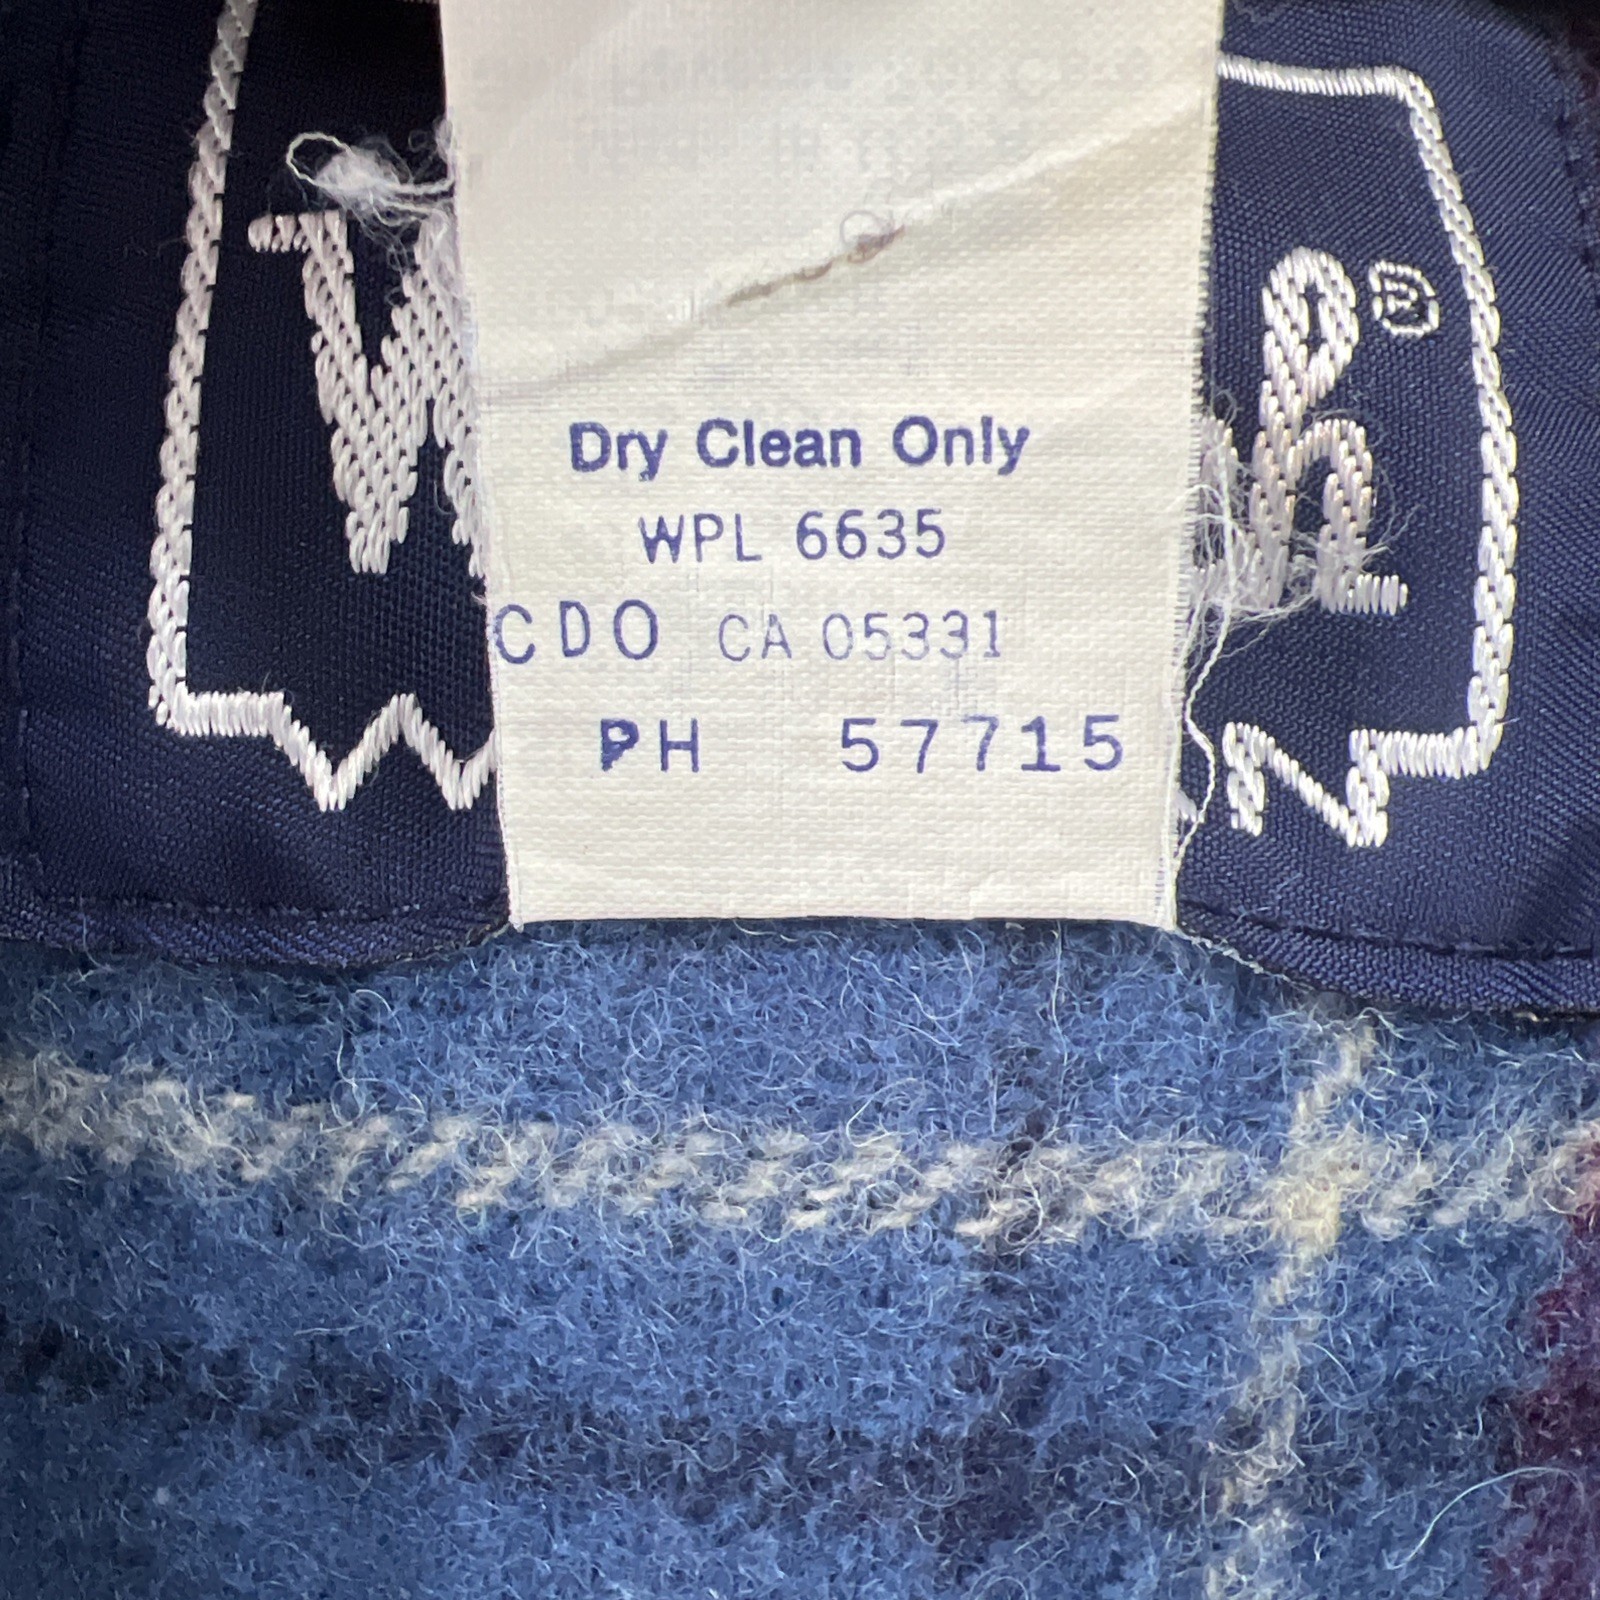 Dry Clean Only
WPL 6635
CDO CA 05331
PH 57715
®